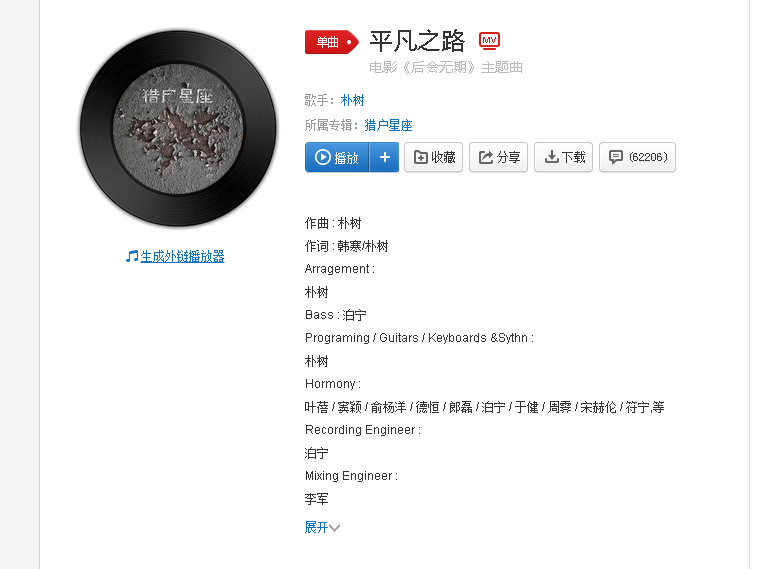 猎户星座
单曲
平凡之路
MV
电影《后会无期》主题曲
歌手：朴树
所属专辑：猎户星座
播放 + 收藏 分享 下载 (62206)
生成外链播放器
作曲 : 朴树
作词 : 韩寒/朴树
Arragement :
朴树
Bass : 泊宁
Programing / Guitars / Keyboards &Sythn :
朴树
Hormony :
叶蓓 / 窦颖 / 俞杨洋 / 德恒 / 郎磊 / 泊宁 / 于健 / 周霁 / 宋赫伦 / 符宁,等
Recording Engineer :
泊宁
Mixing Engineer :
李军
展开